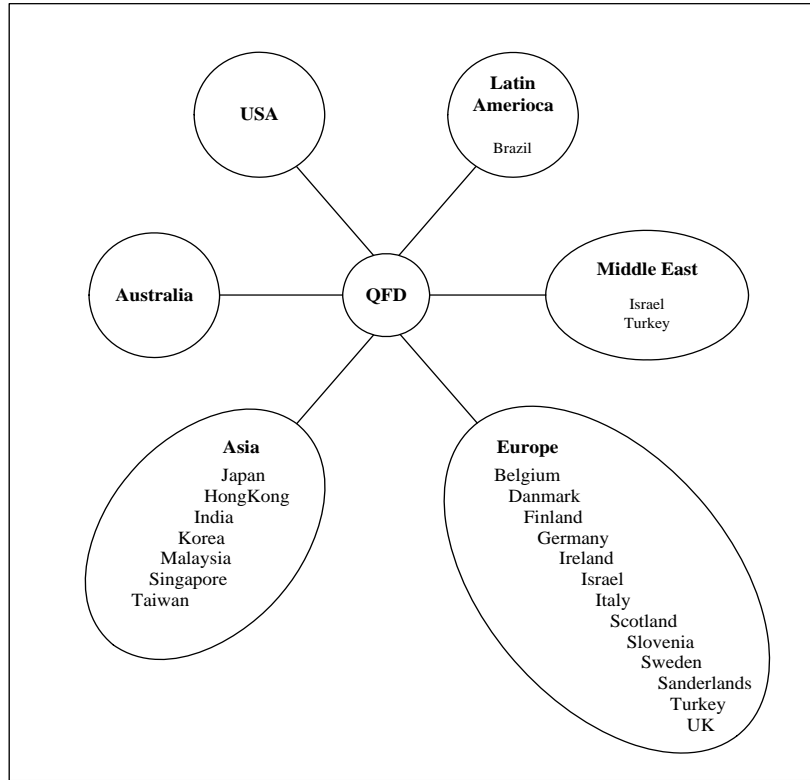 USA
Latin
Amerioca
Brazil
Australia
QFD
Middle East
Israel
Turkey
Asia
Japan
HongKong
India
Korea
Malaysia
Singapore
Taiwan
Europe
Belgium
Danmark
Finland
Germany
Ireland
Israel
Italy
Scotland
Slovenia
Sweden
Sanderlands
Turkey
UK